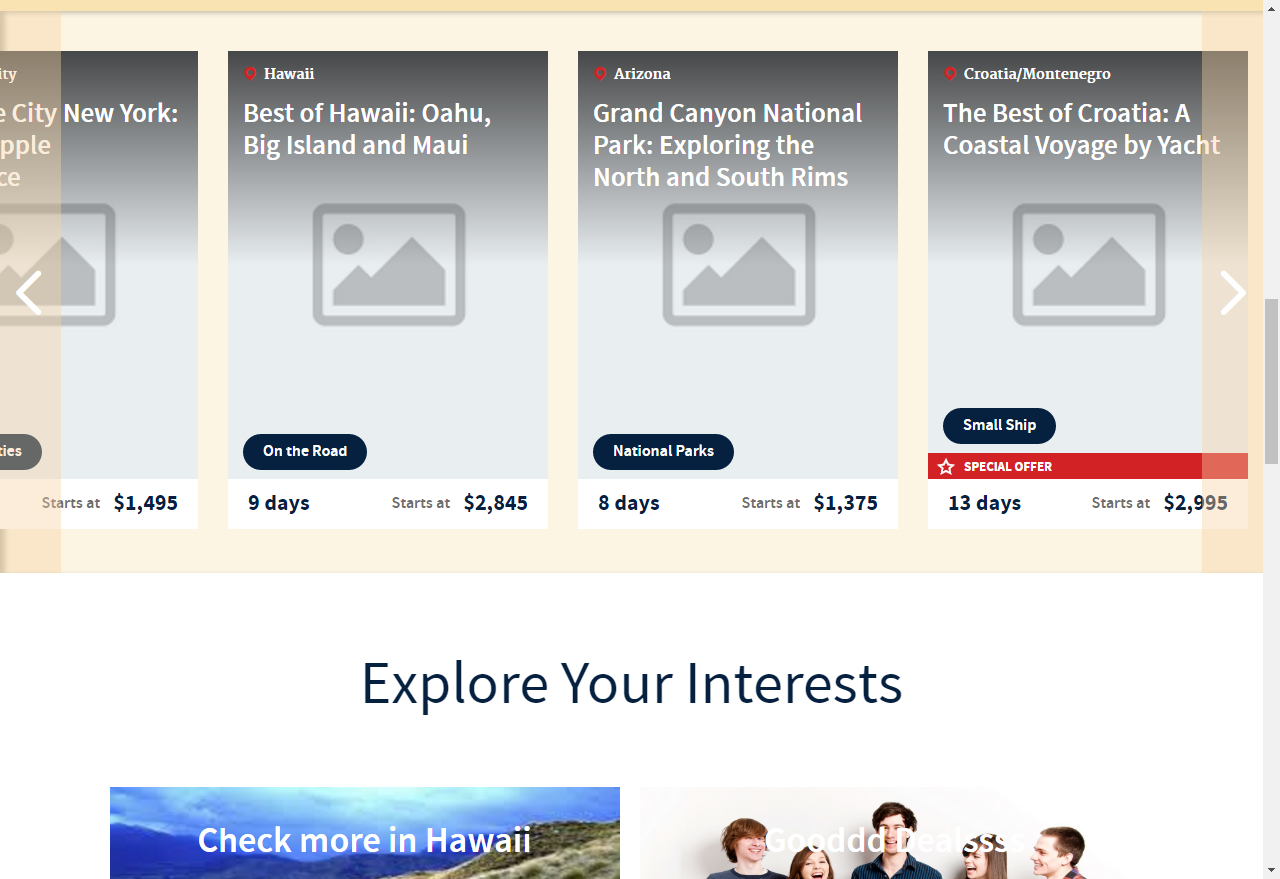 ity
e City New York:
pple
ce
ties
Starts at $1,495
Hawaii
Best of Hawaii: Oahu,
Big Island and Maui
On the Road
9 days Starts at $2,845
Arizona
Grand Canyon National
Park: Exploring the
North and South Rims
National Parks
8 days Starts at $1,375
Croatia/Montenegro
The Best of Croatia: A
Coastal Voyage by Yacht
Small Ship
SPECIAL OFFER
13 days Starts at $2,995
Explore Your Interests
Check more in Hawaii
Gooddd Dealssss